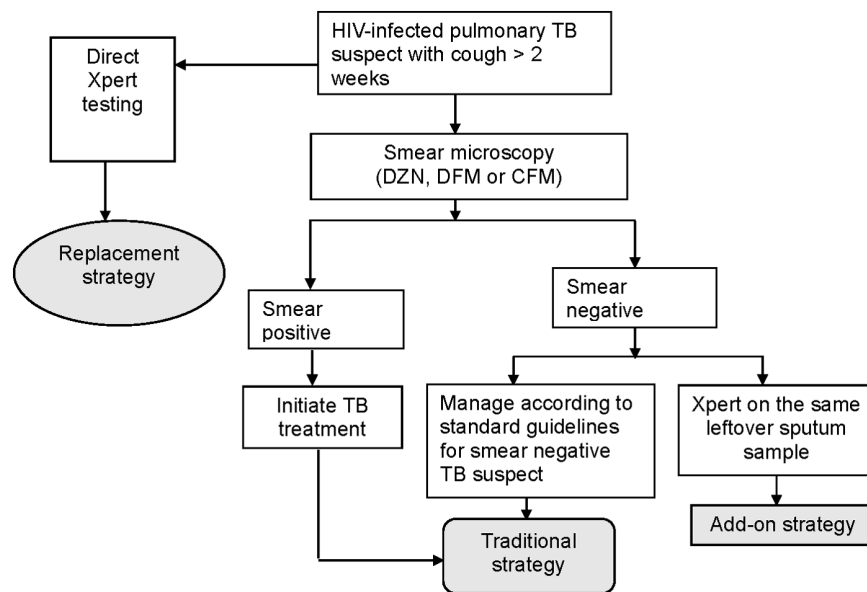 Direct
Xpert
testing
HIV-infected pulmonary TB
suspect with cough > 2
weeks
Smear microscopy
(DZN, DFM or CFM)
Replacement
strategy
Smear
positive
Smear
negative
Initiate TB
treatment
Manage according to
standard guidelines
for smear negative
TB suspect
Xpert on the same
leftover sputum
sample
Traditional
strategy
Add-on strategy